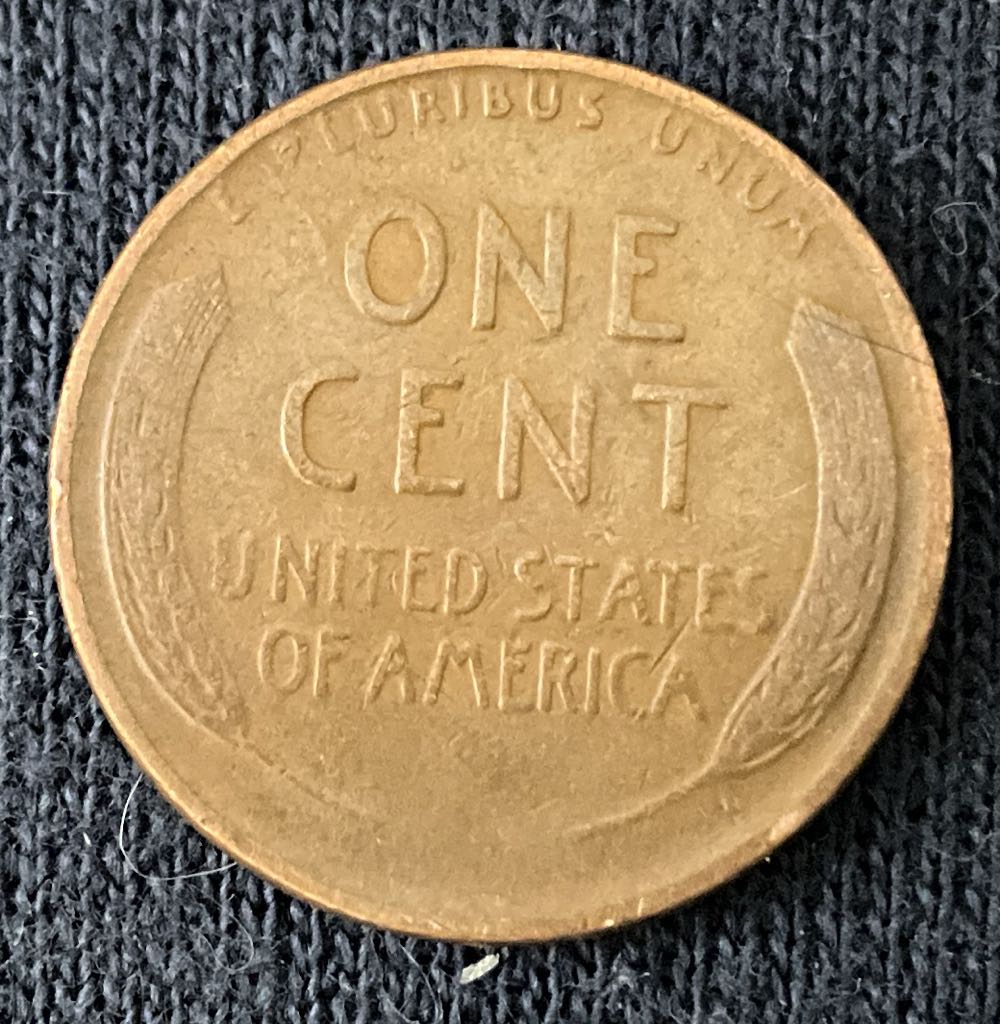 E PLURIBUS UNUM
ONE
CENT
UNITED STATES
OF AMERICA